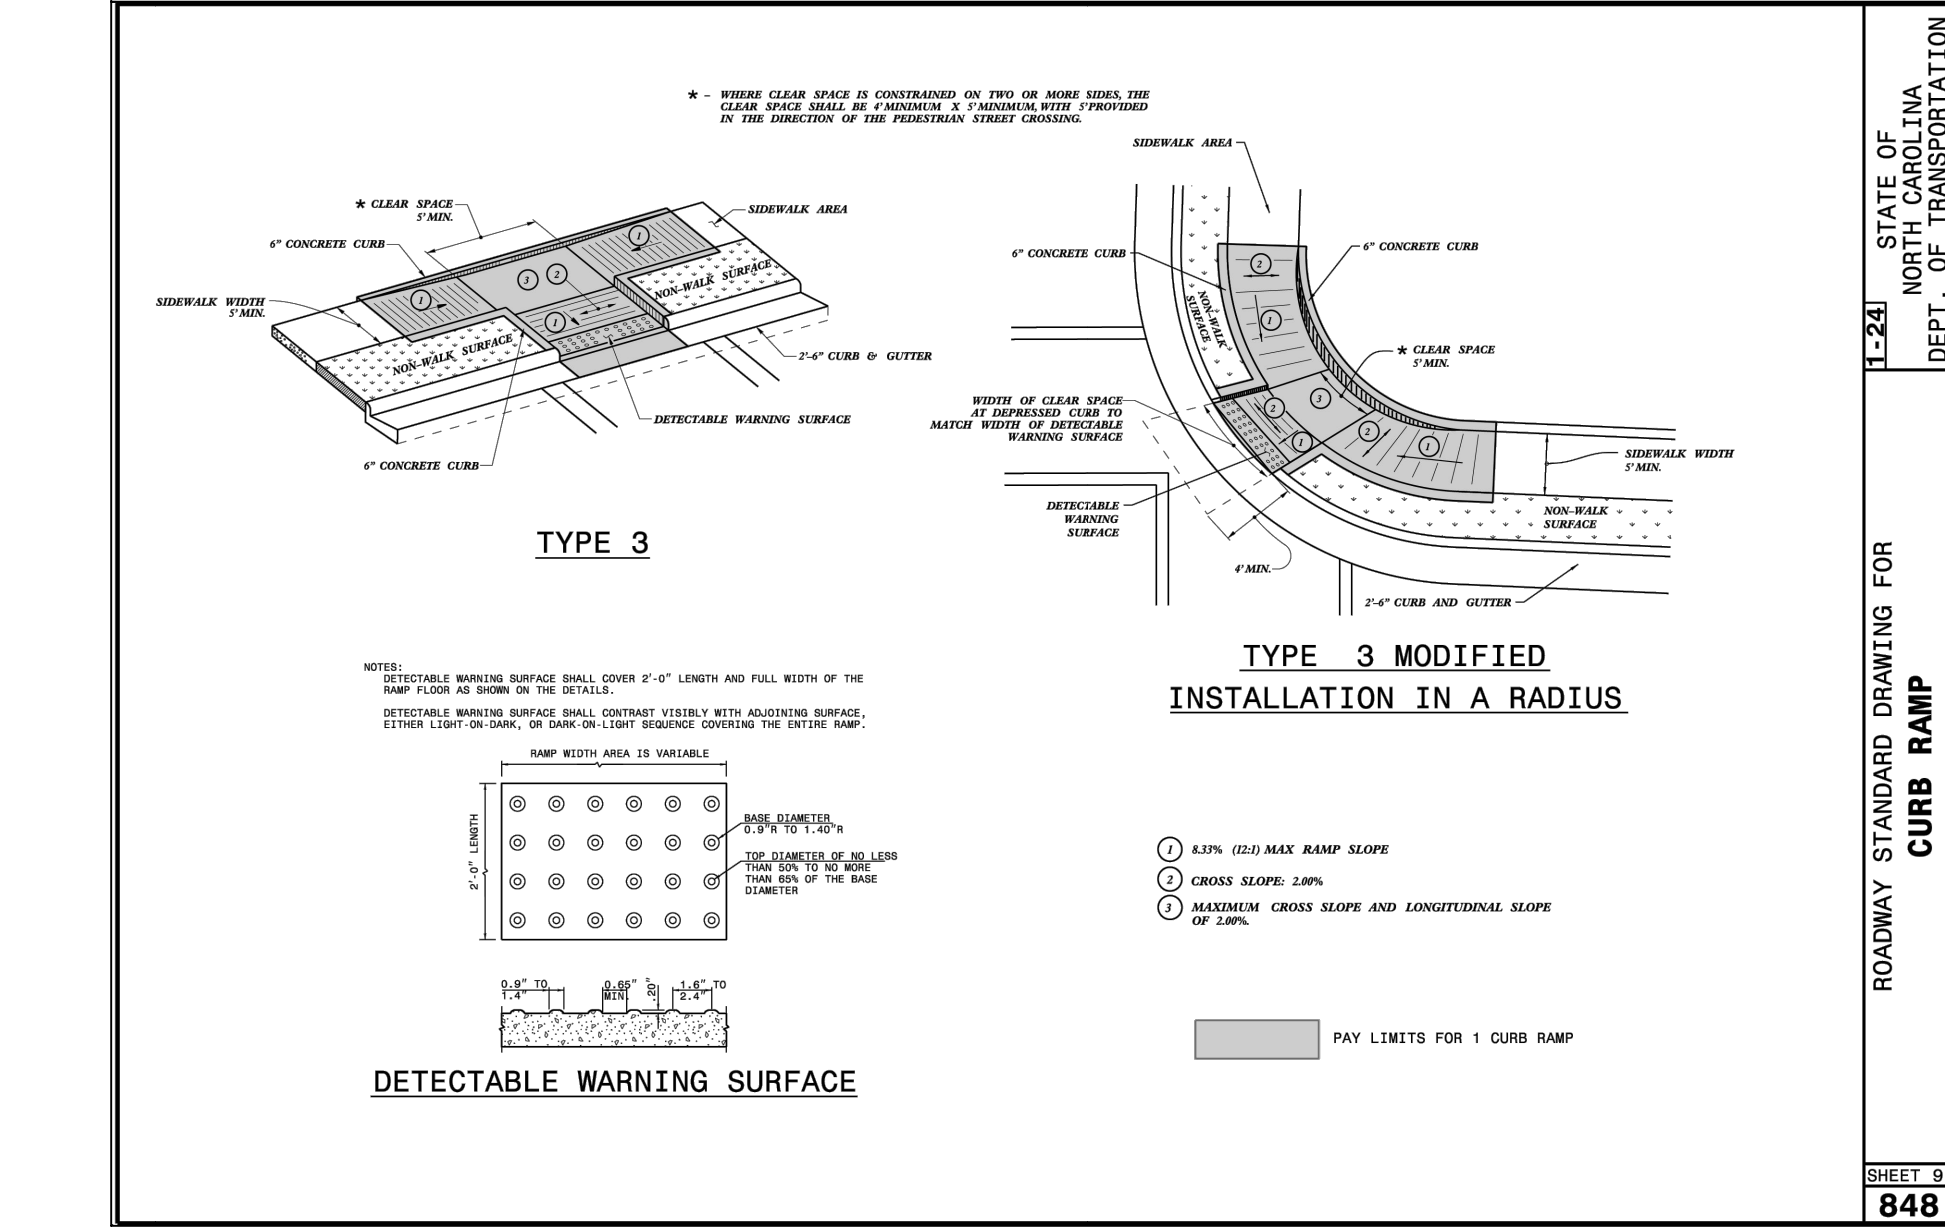 * – WHERE CLEAR SPACE IS CONSTRAINED ON TWO OR MORE SIDES, THE
CLEAR SPACE SHALL BE 4' MINIMUM X 5' MINIMUM, WITH 5' PROVIDED
IN THE DIRECTION OF THE PEDESTRIAN STREET CROSSING.
* CLEAR SPACE
5' MIN.
6" CONCRETE CURB
SIDEWALK WIDTH
5' MIN.
SIDEWALK AREA
1
3
2
1
1
NON-WALK SURFACE
NON-WALK SURFACE
2'-6" CURB & GUTTER
DETECTABLE WARNING SURFACE
6" CONCRETE CURB
TYPE 3
SIDEWALK AREA
6" CONCRETE CURB
6" CONCRETE CURB
2
1
NON-WALK
SURFACE
* CLEAR SPACE
5' MIN.
3
2
1
2
1
WIDTH OF CLEAR SPACE
AT DEPRESSED CURB TO
MATCH WIDTH OF DETECTABLE
WARNING SURFACE
SIDEWALK WIDTH
5' MIN.
DETECTABLE
WARNING
SURFACE
NON-WALK
SURFACE
4' MIN.
2'-6" CURB AND GUTTER
TYPE 3 MODIFIED
INSTALLATION IN A RADIUS
NOTES:
DETECTABLE WARNING SURFACE SHALL COVER 2'-0" LENGTH AND FULL WIDTH OF THE
RAMP FLOOR AS SHOWN ON THE DETAILS.
DETECTABLE WARNING SURFACE SHALL CONTRAST VISIBLY WITH ADJOINING SURFACE,
EITHER LIGHT-ON-DARK, OR DARK-ON-LIGHT SEQUENCE COVERING THE ENTIRE RAMP.
RAMP WIDTH AREA IS VARIABLE
2'-0" LENGTH
BASE DIAMETER
0.9"R TO 1.40"R
TOP DIAMETER OF NO LESS
THAN 50% TO NO MORE
THAN 65% OF THE BASE
DIAMETER
0.9" TO
1.4"
0.65"
MIN.
.20"
1.6" TO
2.4"
DETECTABLE WARNING SURFACE
1 8.33% (12:1) MAX RAMP SLOPE
2 CROSS SLOPE: 2.00%
3 MAXIMUM CROSS SLOPE AND LONGITUDINAL SLOPE
OF 2.00%.
PAY LIMITS FOR 1 CURB RAMP
STATE OF
NORTH CAROLINA
DEPT. OF TRANSPORTATION
1-24
ROADWAY STANDARD DRAWING FOR
CURB RAMP
SHEET 9
848